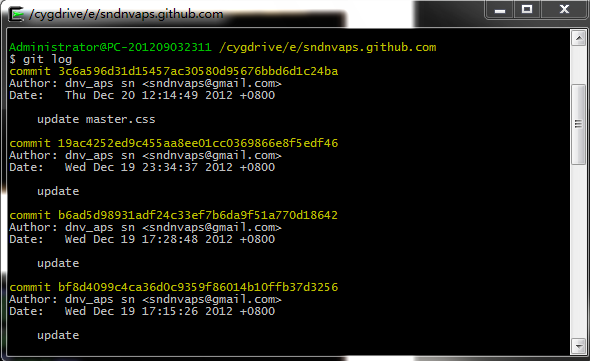 /cygdrive/e/sndnvaps.github.com
Administrator@PC-201209032311 /cygdrive/e/sndnvaps.github.com
$ git log
commit 3c6a596d31d15457ac30580d95676bbd6d1c24ba
Author: dnv_aps sn <sndnvaps@gmail.com>
Date:   Thu Dec 20 12:14:49 2012 +0800
    update master.css
commit 19ac4252ed9c455aa8ee01cc0369866e8f5edf46
Author: dnv_aps sn <sndnvaps@gmail.com>
Date:   Wed Dec 19 23:34:37 2012 +0800
    update
commit b6ad5d98931adf24c33ef7b6da9f51a770d18642
Author: dnv_aps sn <sndnvaps@gmail.com>
Date:   Wed Dec 19 17:28:48 2012 +0800
    update
commit bf8d4099c4ca36d0c9359f86014b10ffb37d3256
Author: dnv_aps sn <sndnvaps@gmail.com>
Date:   Wed Dec 19 17:15:26 2012 +0800
    update